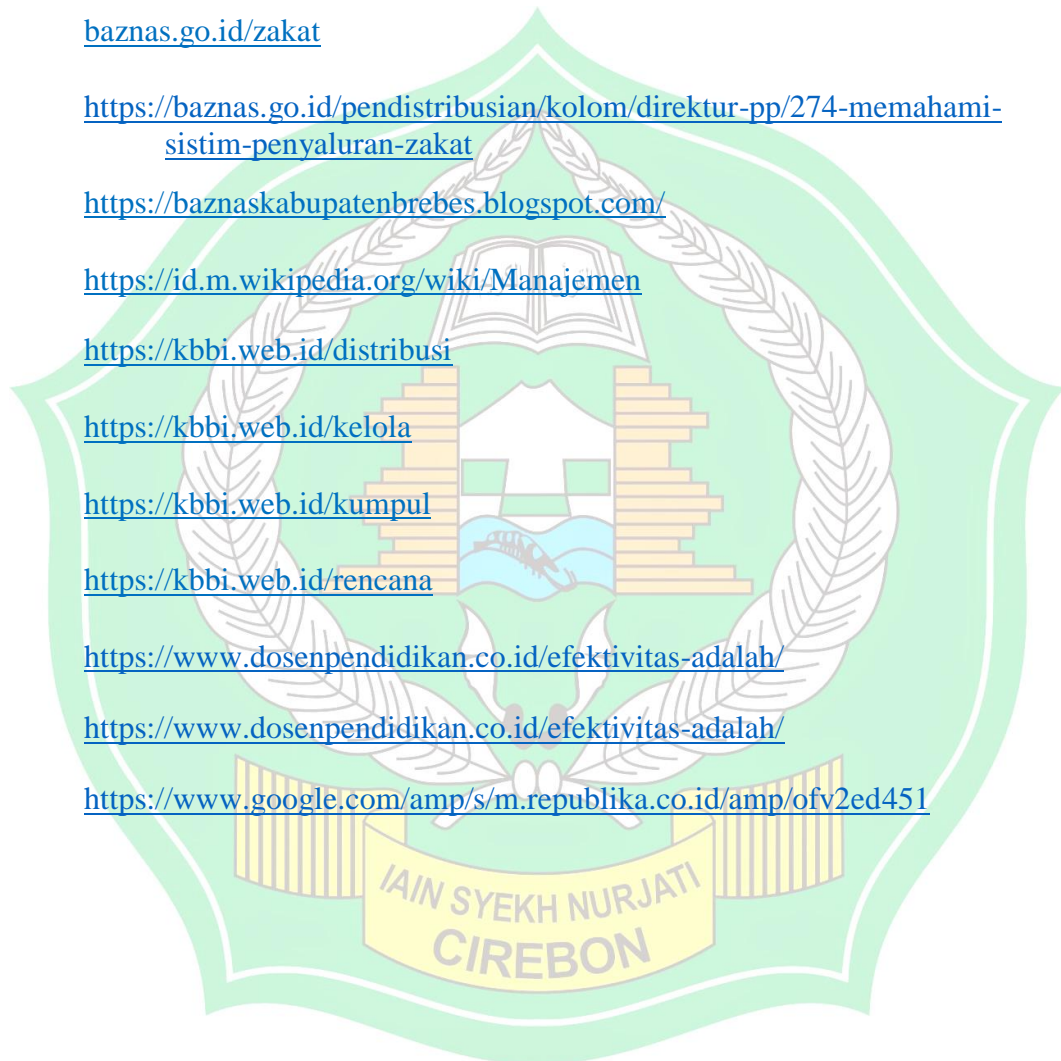 baznas.go.id/zakat
https://baznas.go.id/pendistribusian/kolom/direktur-pp/274-memahami-
sistim-penyaluran-zakat
https://baznaskabupatenbrebes.blogspot.com/
https://id.m.wikipedia.org/wiki/Manajemen
https://kbbi.web.id/distribusi
https://kbbi.web.id/kelola
https://kbbi.web.id/kumpul
https://kbbi.web.id/rencana
https://www.dosenpendidikan.co.id/efektivitas-adalah/
https://www.dosenpendidikan.co.id/efektivitas-adalah/
https://www.google.com/amp/s/m.republika.co.id/amp/ofv2ed451
IAIN SYEKH NURJATI
CIREBON